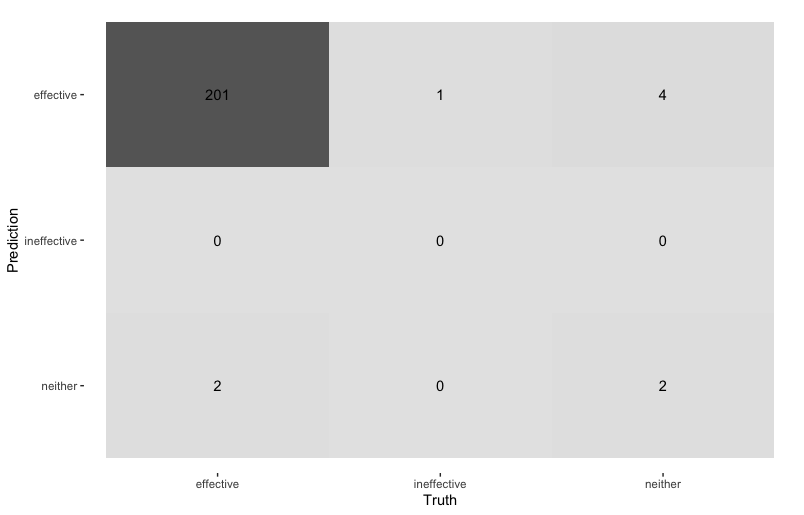 effective 201 1 4
Prediction
ineffective 0 0 0
neither 2 0 2
effective ineffective neither
Truth